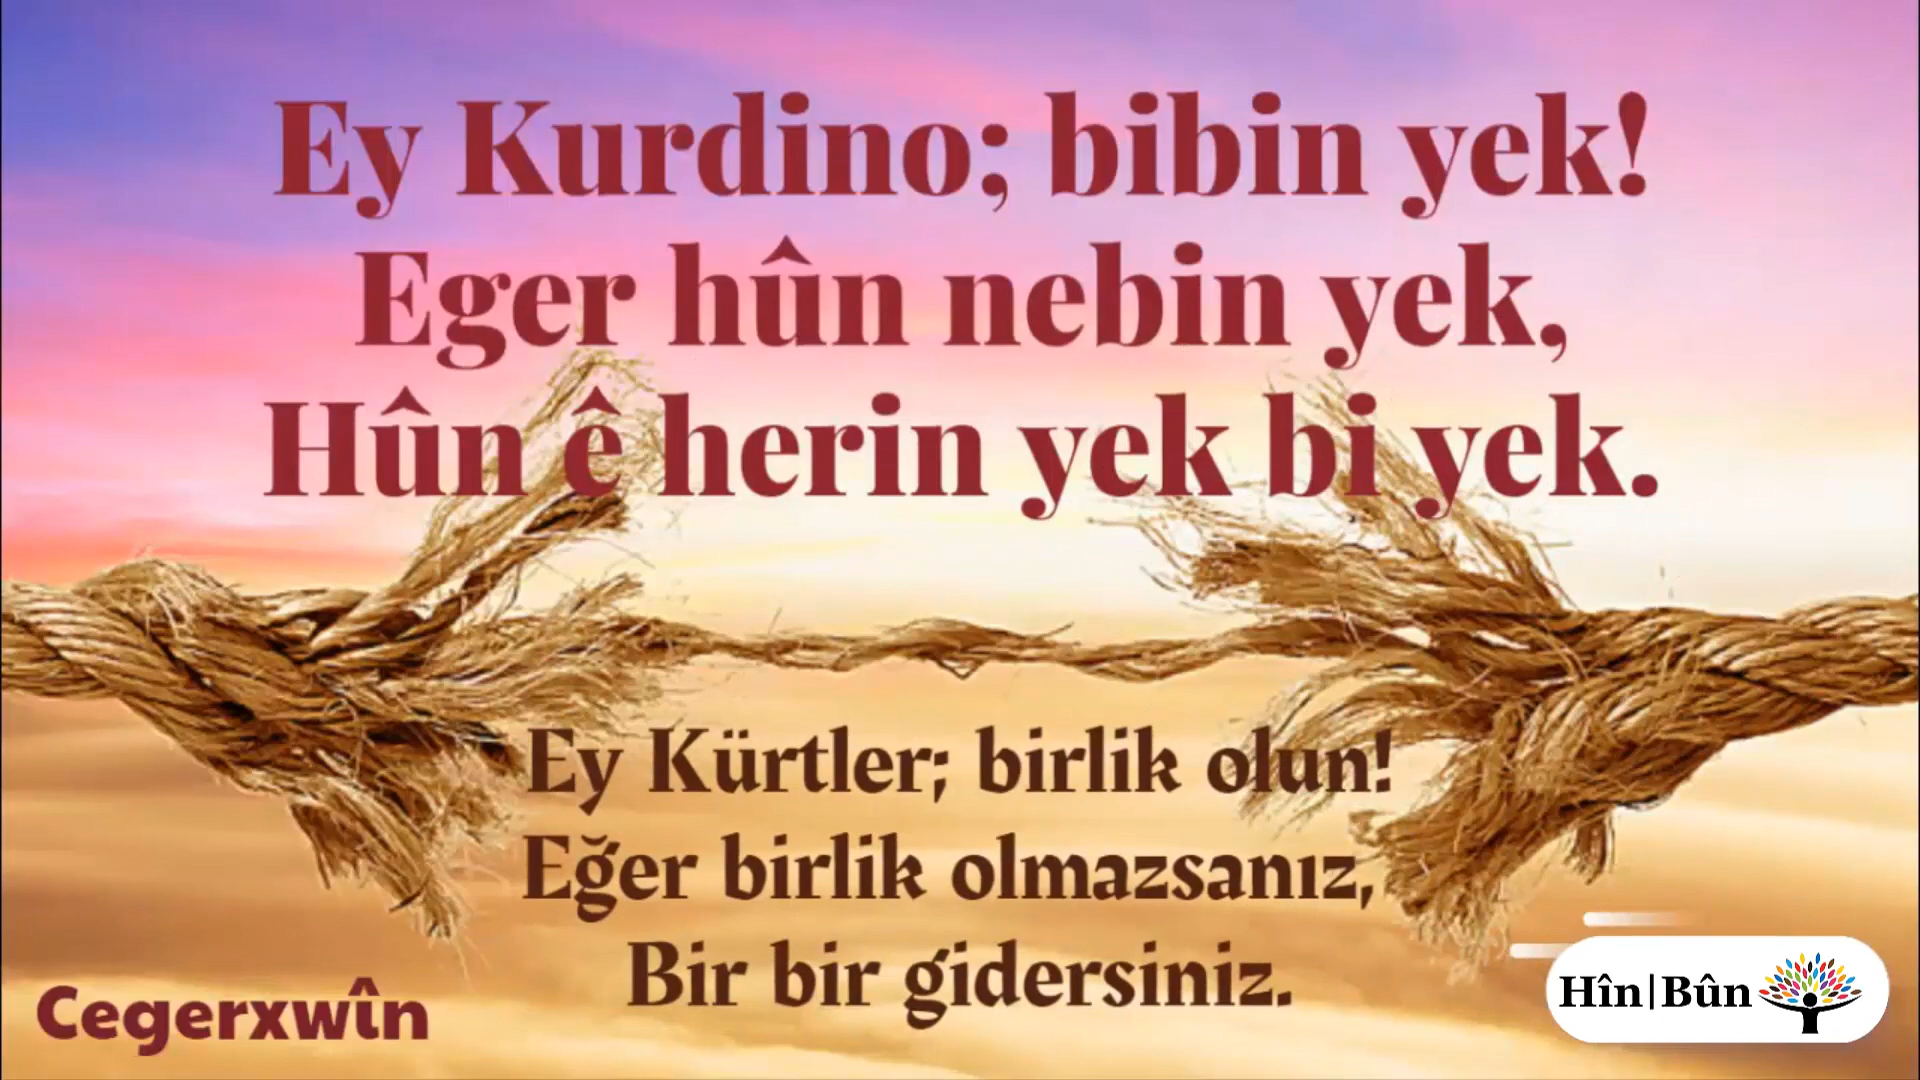 Ey Kurdino; bibin yek!
Eger hûn nebin yek,
Hûn ê herin yek bi yek.
Ey Kürtler; birlik olun!
Eğer birlik olmazsanız,
Bir bir gidersiniz.
Cegerxwîn
Hîn|Bûn